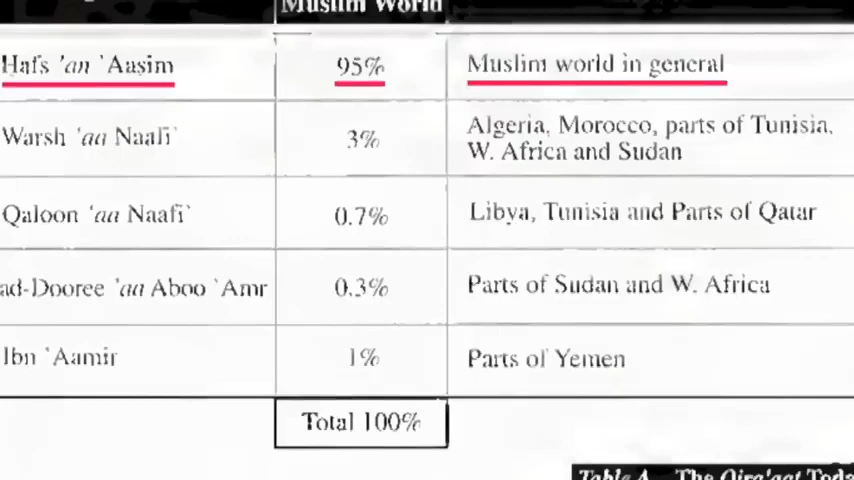 Muslim World
Hafs 'an `Aasim 95% Muslim world in general
Warsh 'an Naafi` 3% Algeria, Morocco, parts of Tunisia,
W. Africa and Sudan
Qaloon 'an Naafi` 0.7% Libya, Tunisia and Parts of Qatar
ad-Dooree 'an Aboo `Amr 0.3% Parts of Sudan and W. Africa
Ibn `Aamir 1% Parts of Yemen
Total 100%
Table A The Qira'aat Toda